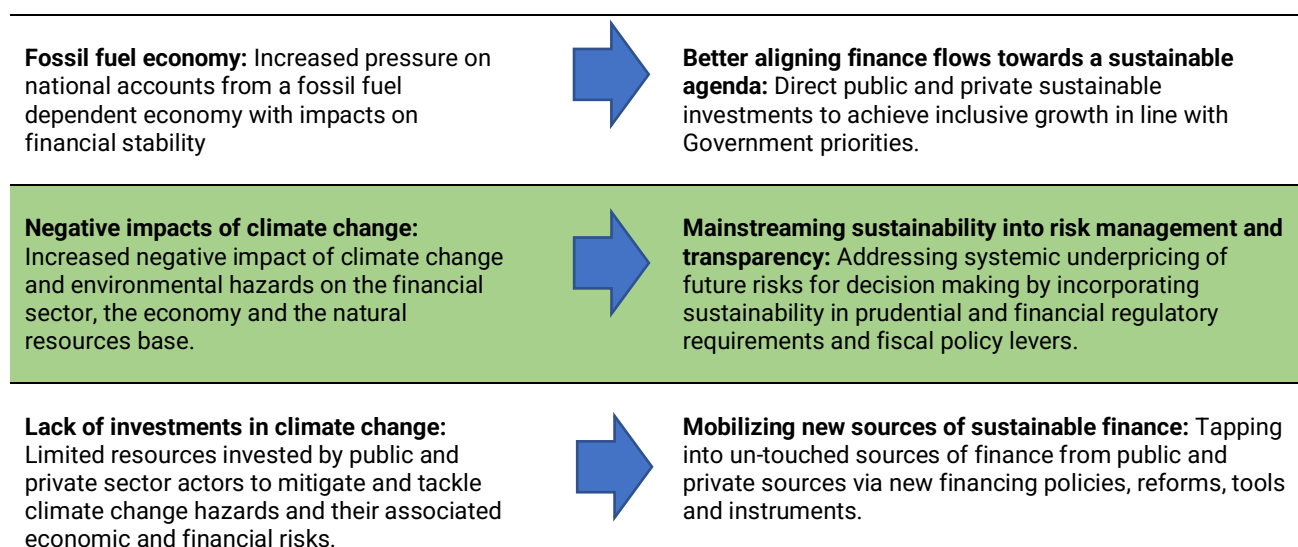 Fossil fuel economy: Increased pressure on
national accounts from a fossil fuel
dependent economy with impacts on
financial stability
Better aligning finance flows towards a sustainable
agenda: Direct public and private sustainable
investments to achieve inclusive growth in line with
Government priorities.
Negative impacts of climate change:
Increased negative impact of climate change
and environmental hazards on the financial
sector, the economy and the natural
resources base.
Mainstreaming sustainability into risk management and
transparency: Addressing systemic underpricing of
future risks for decision making by incorporating
sustainability in prudential and financial regulatory
requirements and fiscal policy levers.
Lack of investments in climate change:
Limited resources invested by public and
private sector actors to mitigate and tackle
climate change hazards and their associated
economic and financial risks.
Mobilizing new sources of sustainable finance: Tapping
into un-touched sources of finance from public and
private sources via new financing policies, reforms, tools
and instruments.